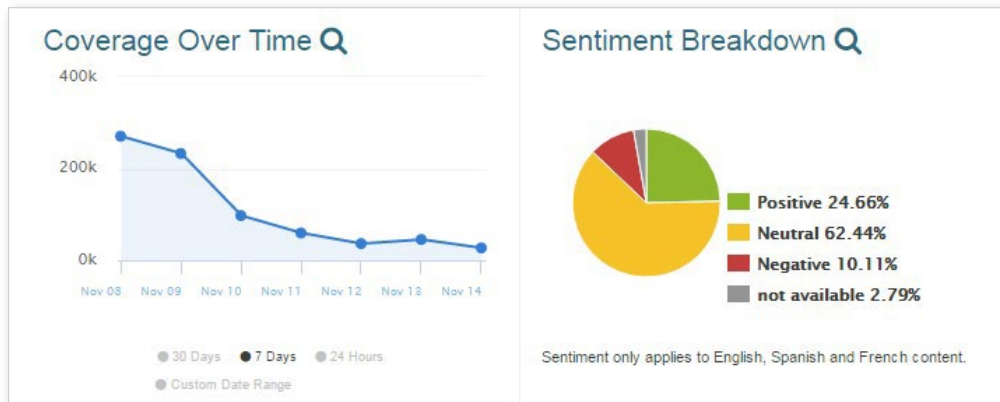 Coverage Over Time
400k
200k
0k
Nov 08 Nov 09 Nov 10 Nov 11 Nov 12 Nov 13 Nov 14
30 Days 7 Days 24 Hours
Custom Date Range
Sentiment Breakdown
Positive 24.66%
Neutral 62.44%
Negative 10.11%
not available 2.79%
Sentiment only applies to English, Spanish and French content.